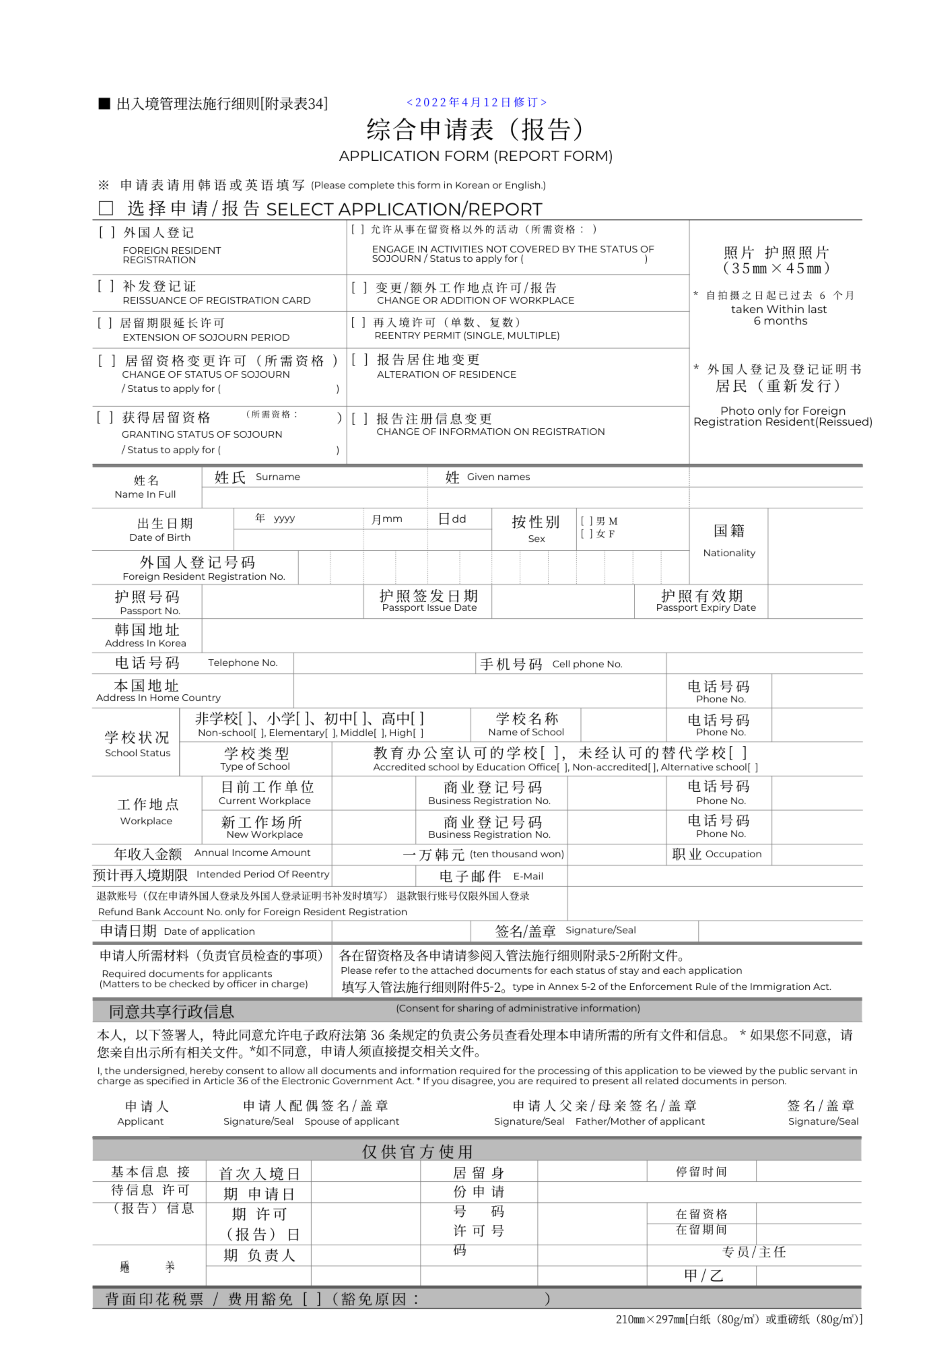 ■ 出入境管理法施行细则[附录表34]
<2022年4月12日修订>
综合申请表（报告）
APPLICATION FORM (REPORT FORM)
※ 申请表请用韩语或英语填写 (Please complete this form in Korean or English.)
□ 选择申请/报告 SELECT APPLICATION/REPORT
[ ] 外国人登记
FOREIGN RESIDENT
REGISTRATION
[ ] 允许从事在留资格以外的活动（所需资格： ）
ENGAGE IN ACTIVITIES NOT COVERED BY THE STATUS OF
SOJOURN / Status to apply for ( )
照片 护照照片
（35㎜×45㎜）
* 自拍摄之日起已过去 6 个月
taken Within last
6 months
* 外国人登记及登记证明书
居民（重新发行）
Photo only for Foreign
Registration Resident(Reissued)
[ ] 补发登记证
REISSUANCE OF REGISTRATION CARD
[ ] 变更/额外工作地点许可/报告
CHANGE OR ADDITION OF WORKPLACE
[ ] 居留期限延长许可
EXTENSION OF SOJOURN PERIOD
[ ] 再入境许可（单数、复数）
REENTRY PERMIT (SINGLE, MULTIPLE)
[ ] 居留资格变更许可（所需资格 ）
CHANGE OF STATUS OF SOJOURN
/ Status to apply for ( )
[ ] 报告居住地变更
ALTERATION OF RESIDENCE
[ ] 获得居留资格 （所需资格： ）
GRANTING STATUS OF SOJOURN
/ Status to apply for ( )
[ ] 报告注册信息变更
CHANGE OF INFORMATION ON REGISTRATION
姓名
Name In Full
姓氏 Surname
姓 Given names
出生日期
Date of Birth
年 yyyy
月mm
日dd
按性别
Sex
[ ]男M
[ ]女F
国籍
Nationality
外国人登记号码
Foreign Resident Registration No.
护照号码
Passport No.
护照签发日期
Passport Issue Date
护照有效期
Passport Expiry Date
韩国地址
Address In Korea
电话号码 Telephone No.
手机号码 Cell phone No.
本国地址
Address In Home Country
电话号码
Phone No.
学校状况
School Status
非学校[ ]、小学[ ]、初中[ ]、高中[ ]
Non-school[ ], Elementary[ ], Middle[ ], High[ ]
学校名称
Name of School
电话号码
Phone No.
学校类型
Type of School
教育办公室认可的学校[ ]，未经认可的替代学校[ ]
Accredited school by Education Office[ ], Non-accredited[ ], Alternative school[ ]
工作地点
Workplace
目前工作单位
Current Workplace
商业登记号码
Business Registration No.
电话号码
Phone No.
新工作场所
New Workplace
商业登记号码
Business Registration No.
电话号码
Phone No.
年收入金额 Annual Income Amount
一万韩元 (ten thousand won)
职业 Occupation
预计再入境期限 Intended Period Of Reentry
电子邮件 E-Mail
退款账号（仅在申请外国人登录及外国人登录证明书补发时填写） 退款银行账号仅限外国人登录
Refund Bank Account No. only for Foreign Resident Registration
申请日期 Date of application
签名/盖章 Signature/Seal
申请人所需材料（负责官员检查的事项）
Required documents for applicants
(Matters to be checked by officer in charge)
各在留资格及各申请请参阅入管法施行细则附录5-2所附文件。
Please refer to the attached documents for each status of stay and each application
填写入管法施行细则附件5-2。type in Annex 5-2 of the Enforcement Rule of the Immigration Act.
同意共享行政信息 (Consent for sharing of administrative information)
本人，以下签署人，特此同意允许电子政府法第 36 条规定的负责公务员查看处理本申请所需的所有文件和信息。 * 如果您不同意，请
您亲自出示所有相关文件。*如不同意，申请人须直接提交相关文件。
I, the undersigned, hereby consent to allow all documents and information required for the processing of this application to be viewed by the public servant in
charge as specified in Article 36 of the Electronic Government Act. * If you disagree, you are required to present all related documents in person.
申请人
Applicant
申请人配偶签名/盖章
Signature/Seal Spouse of applicant
申请人父亲/母亲签名/盖章
Signature/Seal Father/Mother of applicant
签名/盖章
Signature/Seal
仅供官方使用
基本信息 接
待信息 许可
（报告）信息
首次入境日
期 申请日
期 许可
（报告）日
期 负责人
居留身
份申请
号 码
许可号
码
停留时间
在留资格
在留期间
专员/主任
甲/乙
背面印花税票 / 费用豁免 [ ]（豁免原因： ）
210㎜×297㎜[白纸（80g/㎡）或重磅纸（80g/㎡)]